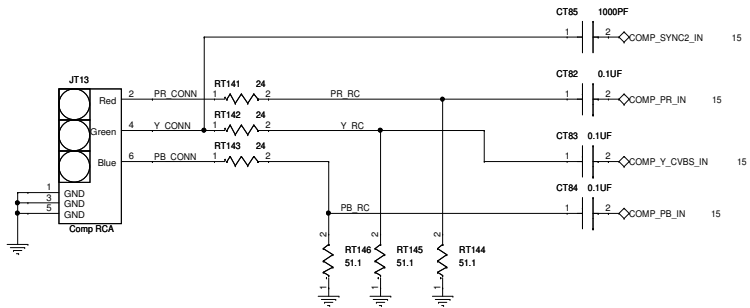 CT85 1000PF
1 2 COMP_SYNC2_IN 15
JT13
CT82 0.1UF
RT141 24
Red 2 PR_CONN 1 2 PR_RC 1 2 COMP_PR_IN 15
RT142 24
Green 4 Y_CONN 1 2 Y_RC
CT83 0.1UF
RT143 24
Blue 6 PB_CONN 1 2 1 2 COMP_Y_CVBS_IN 15
CT84 0.1UF
1 GND
3 GND
5 GND
PB_RC 1 2 COMP_PB_IN 15
Comp RCA
2 2 2
RT146 RT145 RT144
51.1 51.1 51.1
1 1 1